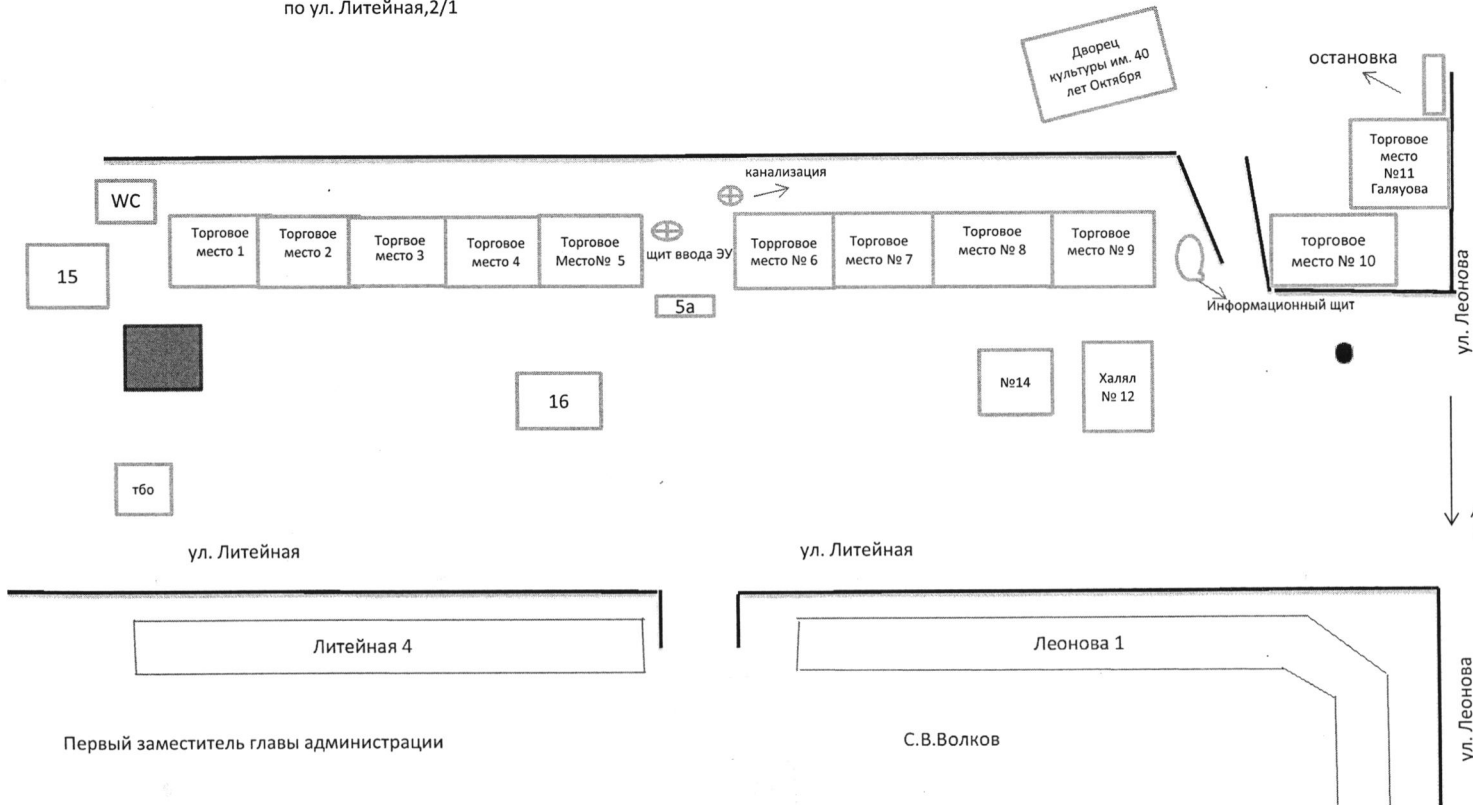 по ул. Литейная,2/1
Дворец
культуры им. 40
лет Октября
остановка
Торговое
место
№11
Галяуова
канализация
WC
Торговое
место 1
Торговое
место 2
Торгвое
место 3
Торговое
место 4
Торговое
Место№ 5
щит ввода ЭУ
Торрговое
место № 6
Торговое
место № 7
Торговое
место № 8
Торговое
место № 9
торговое
место № 10
15
5а
Информационный щит
ул. Леонова
№14
Халял
№ 12
16
тбо
ул. Литейная
ул. Литейная
Литейная 4
Леонова 1
ул. Леонова
Первый заместитель главы администрации
С.В.Волков